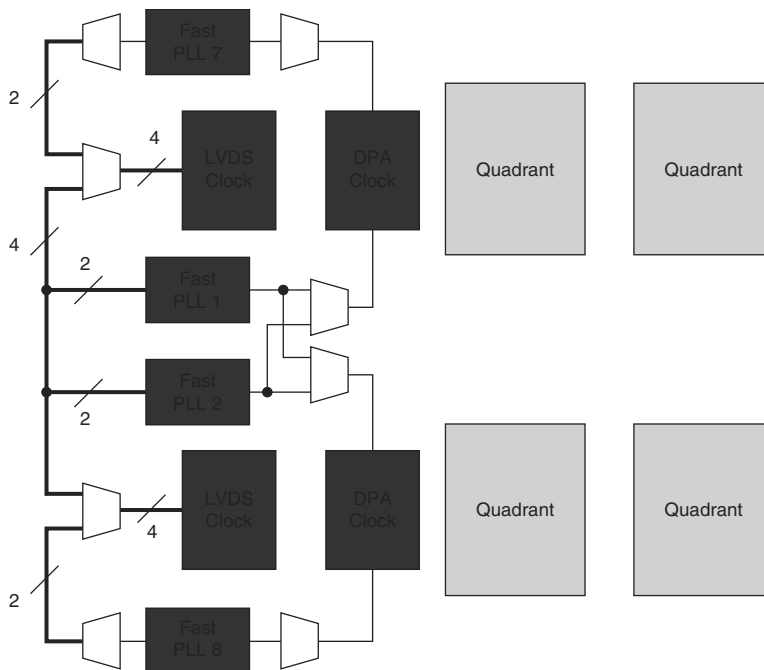 Fast
PLL 7
2
4
LVDS
Clock
DPA
Clock
Quadrant
Quadrant
4
2
Fast
PLL 1
Fast
PLL 2
2
LVDS
Clock
DPA
Clock
Quadrant
Quadrant
4
2
Fast
PLL 8